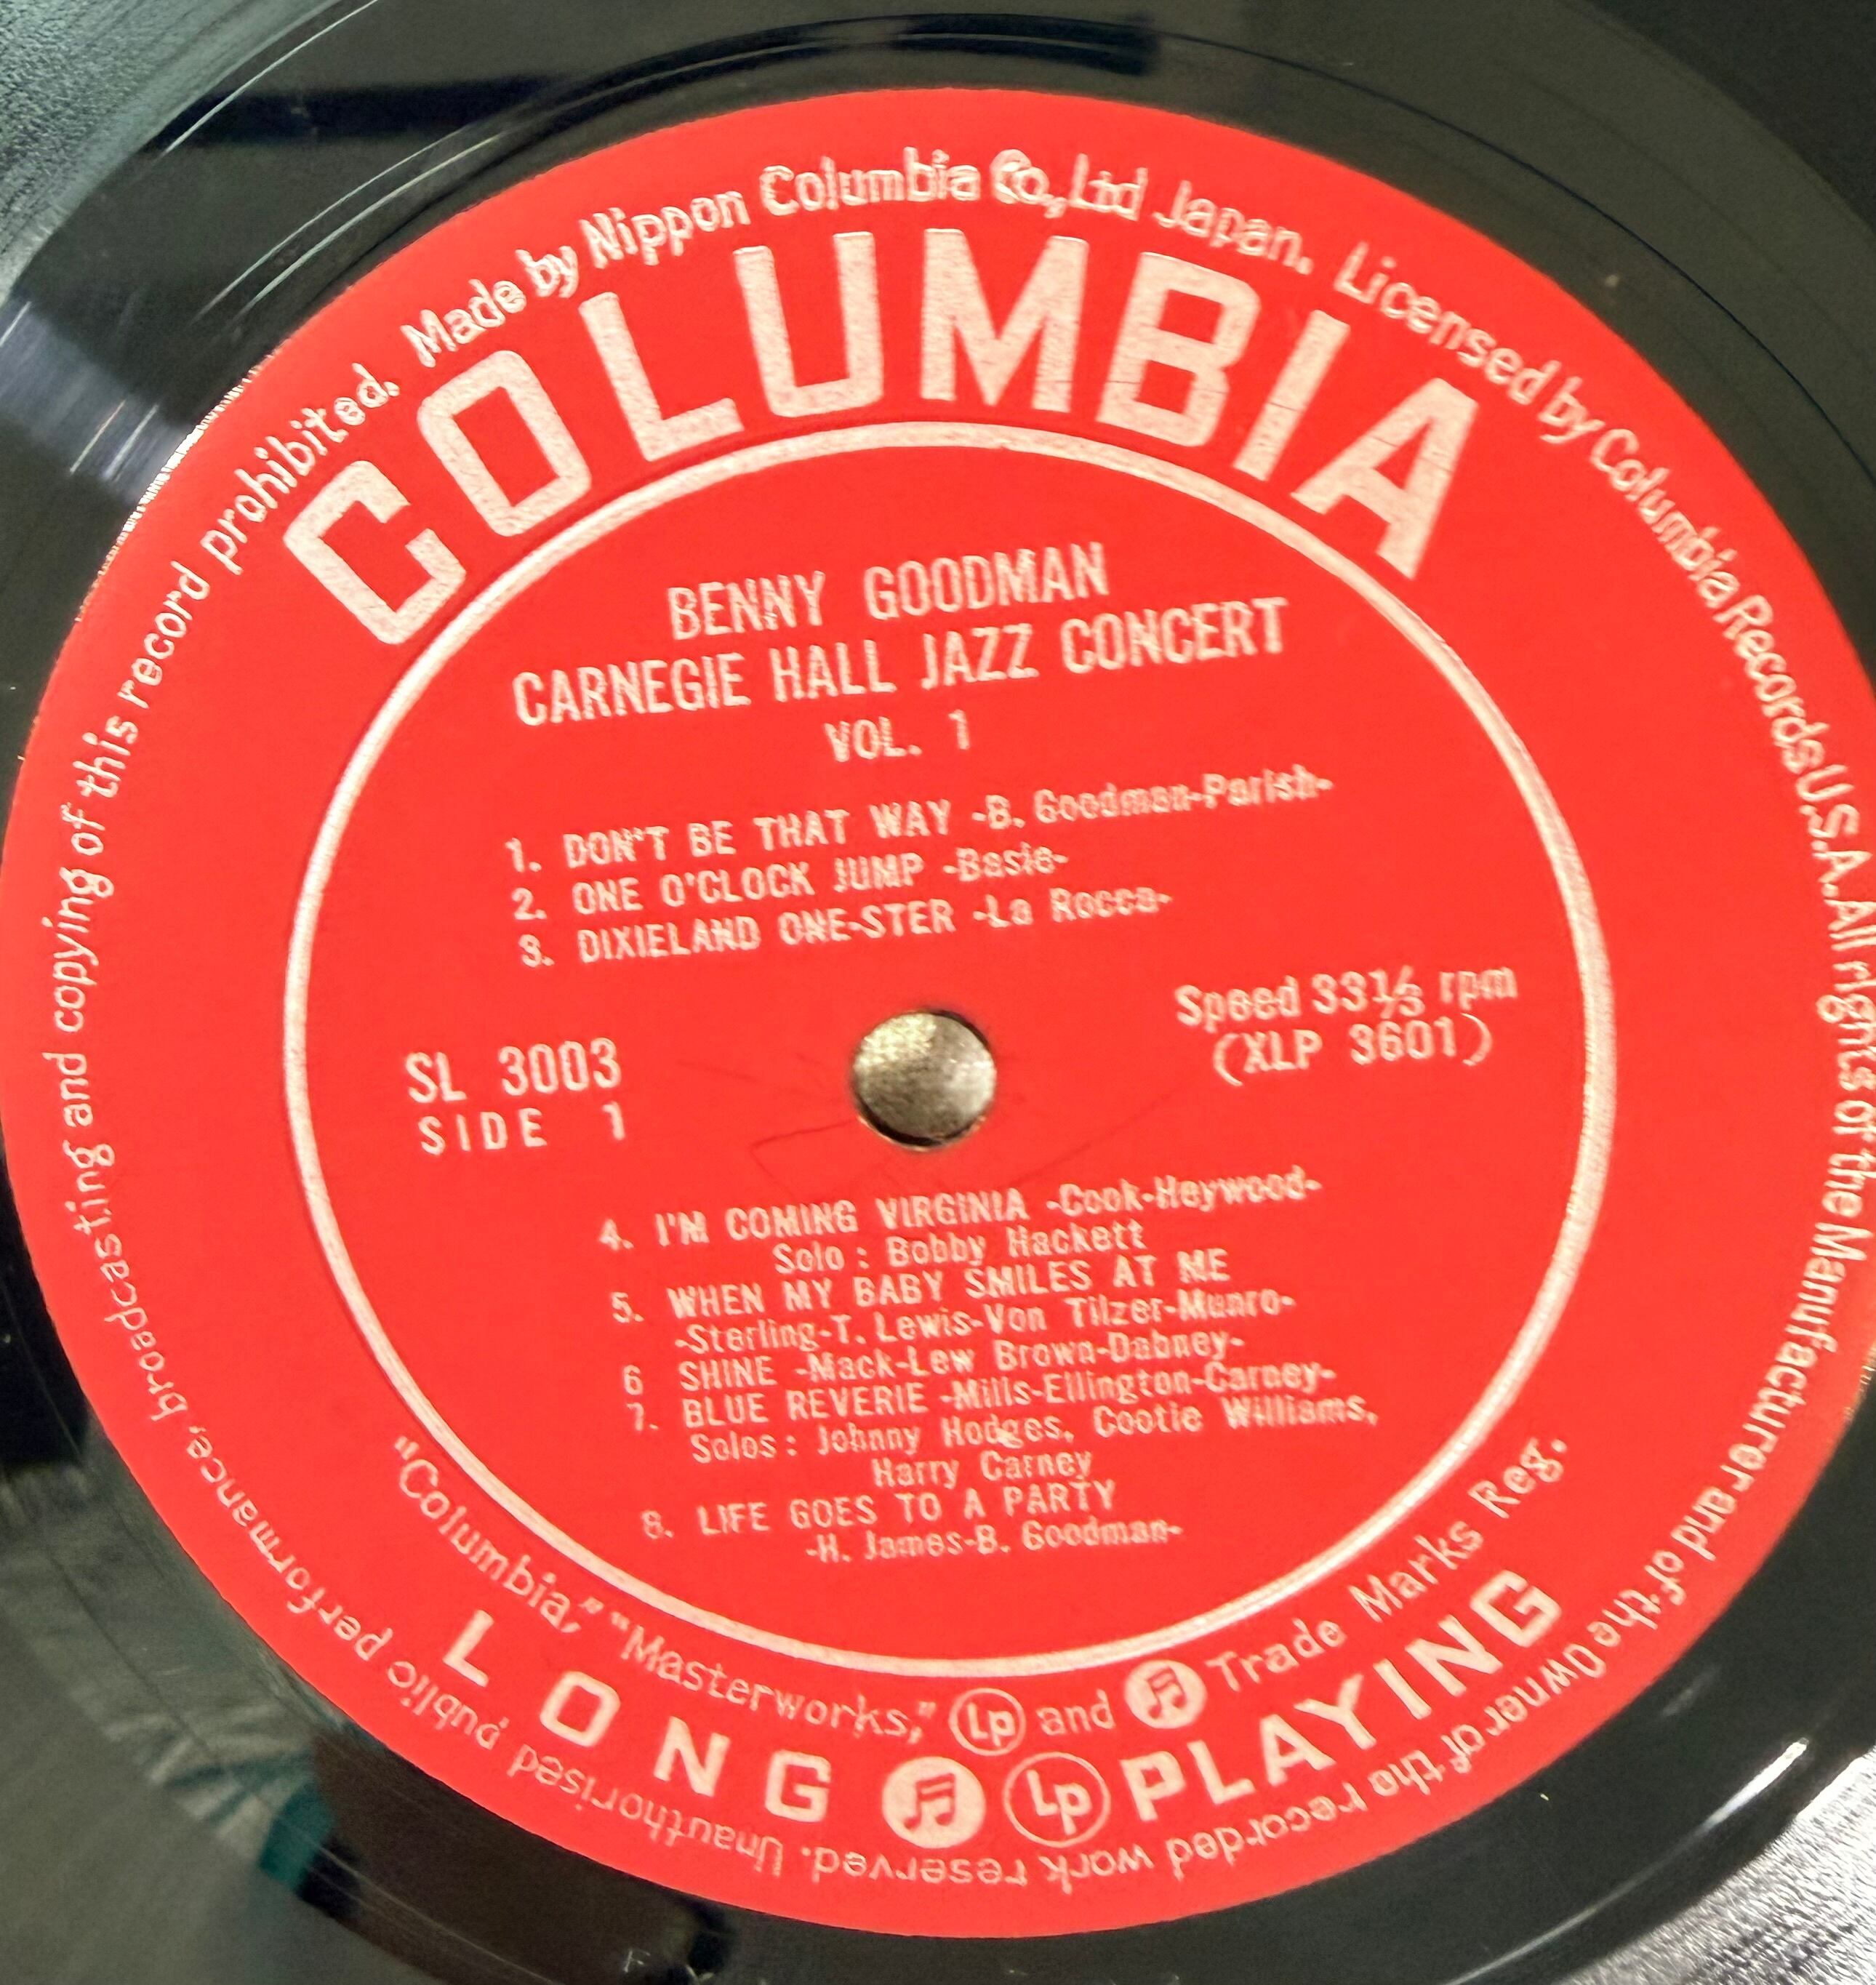 Made by Nippon Columbia Co., Ltd Japan. Licensed by Columbia Records U.S.A. All rights of the Manufacturer and of the Owner of the recorded work reserved. Unauthorised public performance, broadcasting and copying of this record prohibited.
COLUMBIA
BENNY GOODMAN
CARNEGIE HALL JAZZ CONCERT
VOL. 1
1. DON'T BE THAT WAY -B. Goodman-Parish-
2. ONE O'CLOCK JUMP -Basie-
3. DIXIELAND ONE-STER -La Rocca-
SL 3003
SIDE 1
Speed 33⅓ rpm
(XLP 3601)
4. I'M COMING VIRGINIA -Cook-Heywood-
Solo : Bobby Hackett
5. WHEN MY BABY SMILES AT ME
-Sterling-T. Lewis-Von Tilzer-Munro-
6 SHINE -Mack-Lew Brown-Dabney-
7. BLUE REVERIE -Mills-Ellington-Carney-
Solos : Johnny Hodges, Cootie Williams,
Harry Carney
8. LIFE GOES TO A PARTY
-H. James-B. Goodman-
"Columbia," "Masterworks," Lp and Trade Marks Reg.
LONG Lp PLAYING